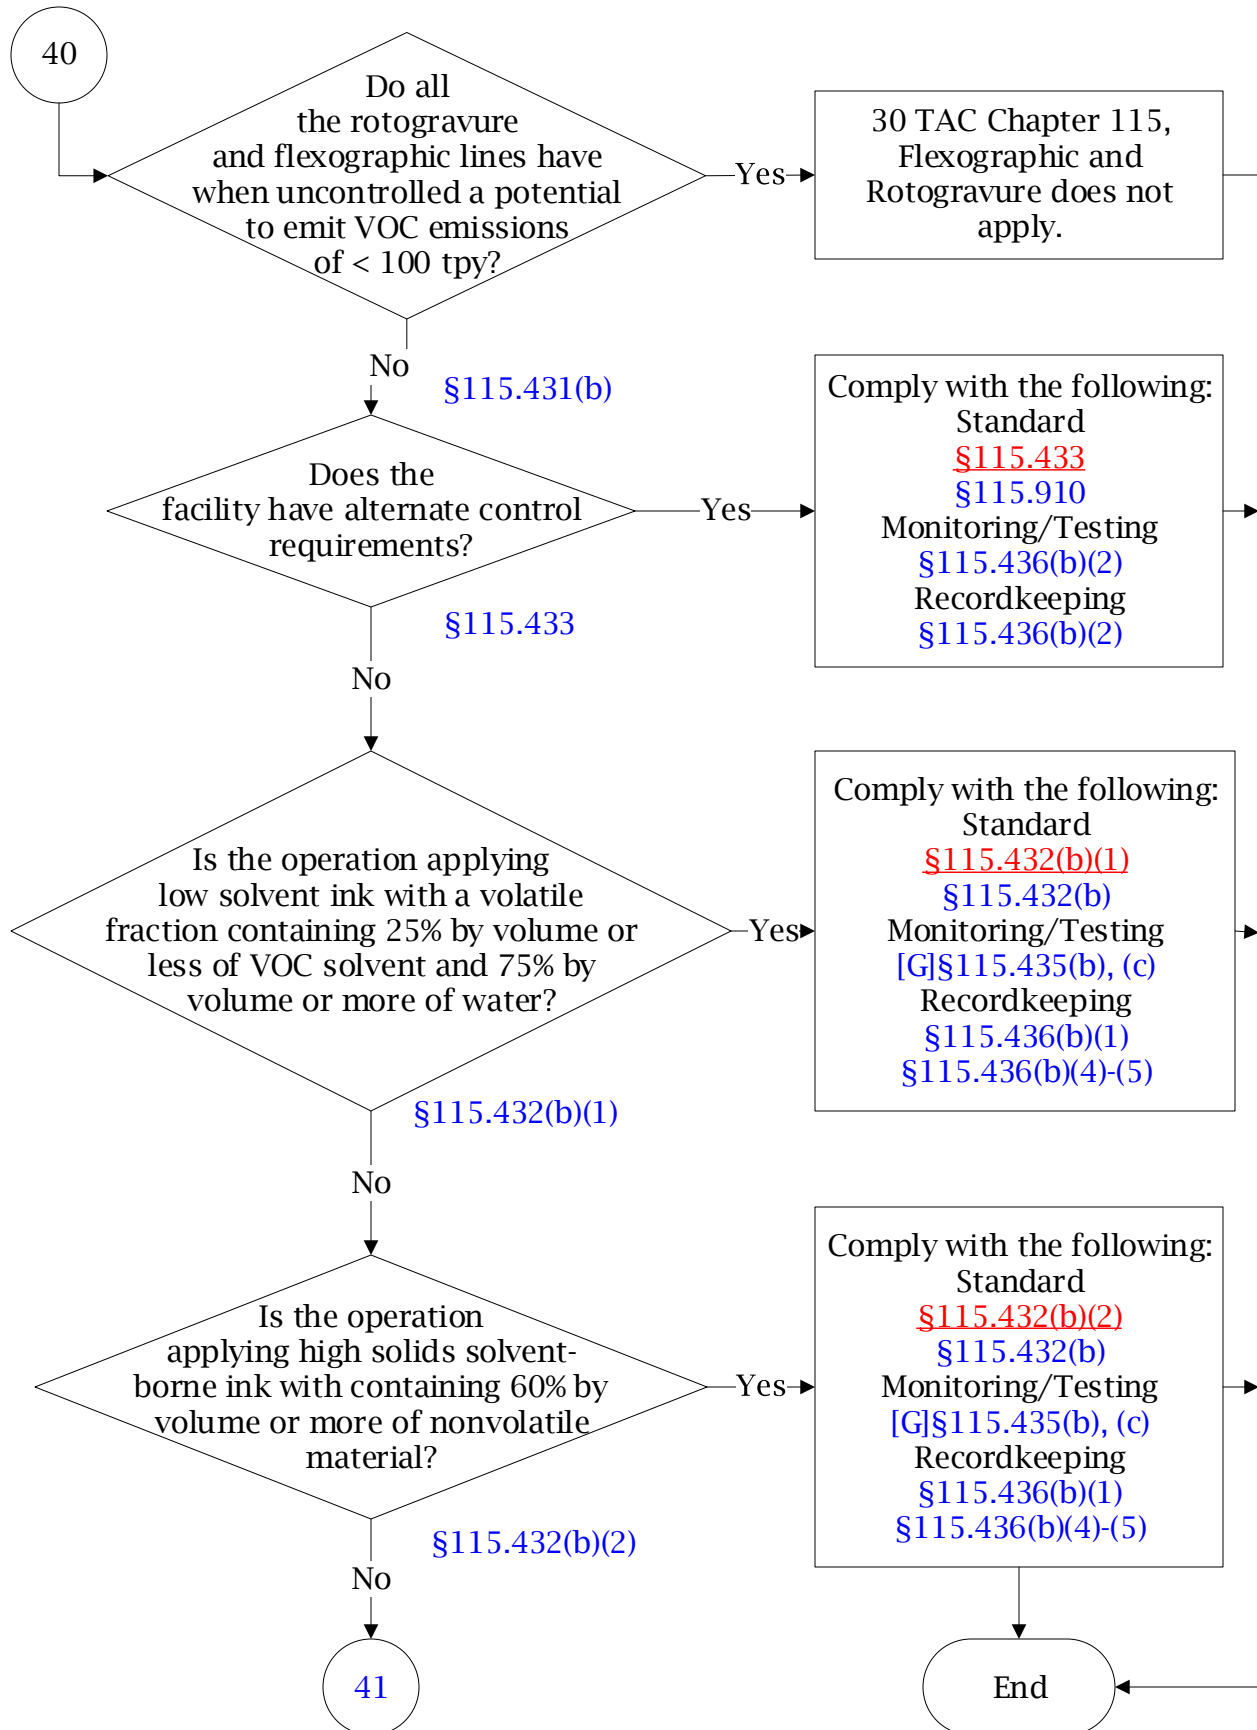 40
Do all
the rotogravure
and flexographic lines have
when uncontrolled a potential
to emit VOC emissions
of < 100 tpy?
Yes
30 TAC Chapter 115,
Flexographic and
Rotogravure does not
apply.
No
§115.431(b)
Does the
facility have alternate control
requirements?
Yes
Comply with the following:
Standard
§115.433
§115.910
Monitoring/Testing
§115.436(b)(2)
Recordkeeping
§115.436(b)(2)
§115.433
No
Is the operation applying
low solvent ink with a volatile
fraction containing 25% by volume or
less of VOC solvent and 75% by
volume or more of water?
Yes
Comply with the following:
Standard
§115.432(b)(1)
§115.432(b)
Monitoring/Testing
[G]§115.435(b), (c)
Recordkeeping
§115.436(b)(1)
§115.436(b)(4)-(5)
§115.432(b)(1)
No
Is the operation
applying high solids solvent-
borne ink with containing 60% by
volume or more of nonvolatile
material?
Yes
Comply with the following:
Standard
§115.432(b)(2)
§115.432(b)
Monitoring/Testing
[G]§115.435(b), (c)
Recordkeeping
§115.436(b)(1)
§115.436(b)(4)-(5)
§115.432(b)(2)
No
41
End